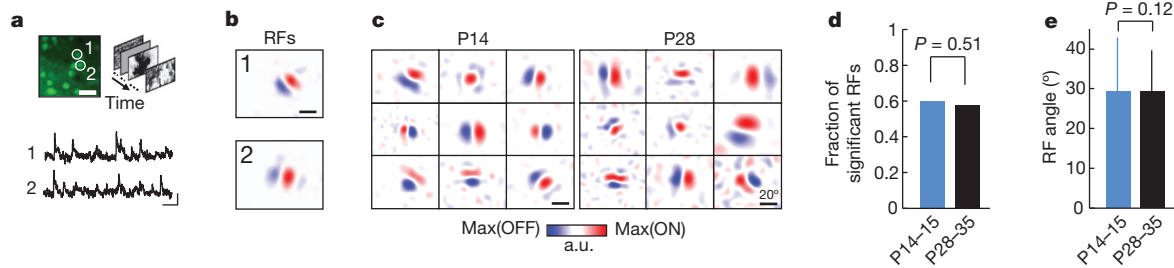 a
1
2
Time
1
2
b
RFs
1
2
c
P14
P28
20º
Max(OFF)
Max(ON)
a.u.
d
P = 0.51
Fraction of
significant RFs
1
0.8
0.6
0.4
0.2
0
P14–15
P28–35
e
P = 0.12
RF angle (º)
40
30
20
10
0
P14–15
P28–35